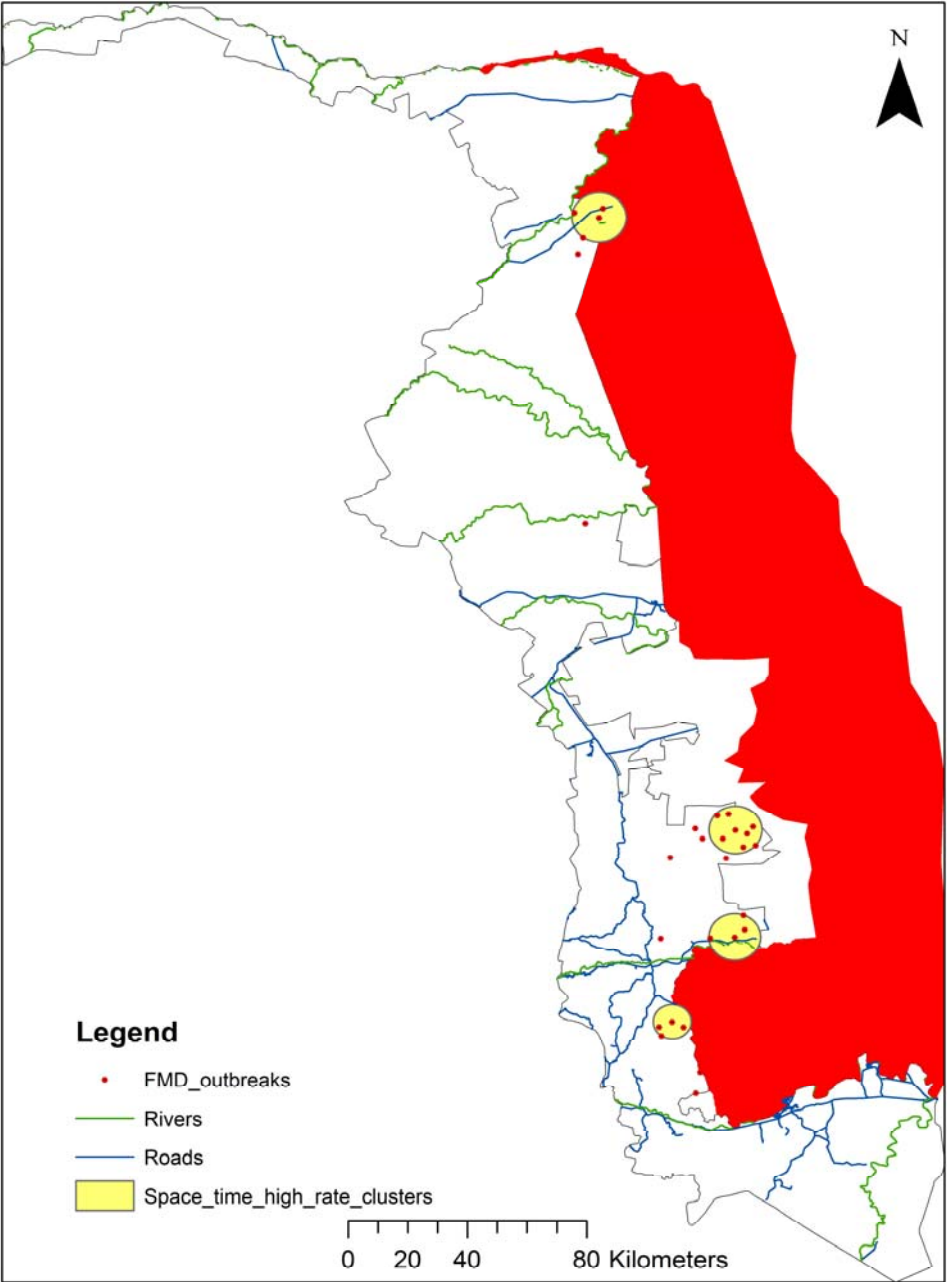 N
Legend
FMD_outbreaks
Rivers
Roads
Space_time_high_rate_clusters
0 20 40 80 Kilometers